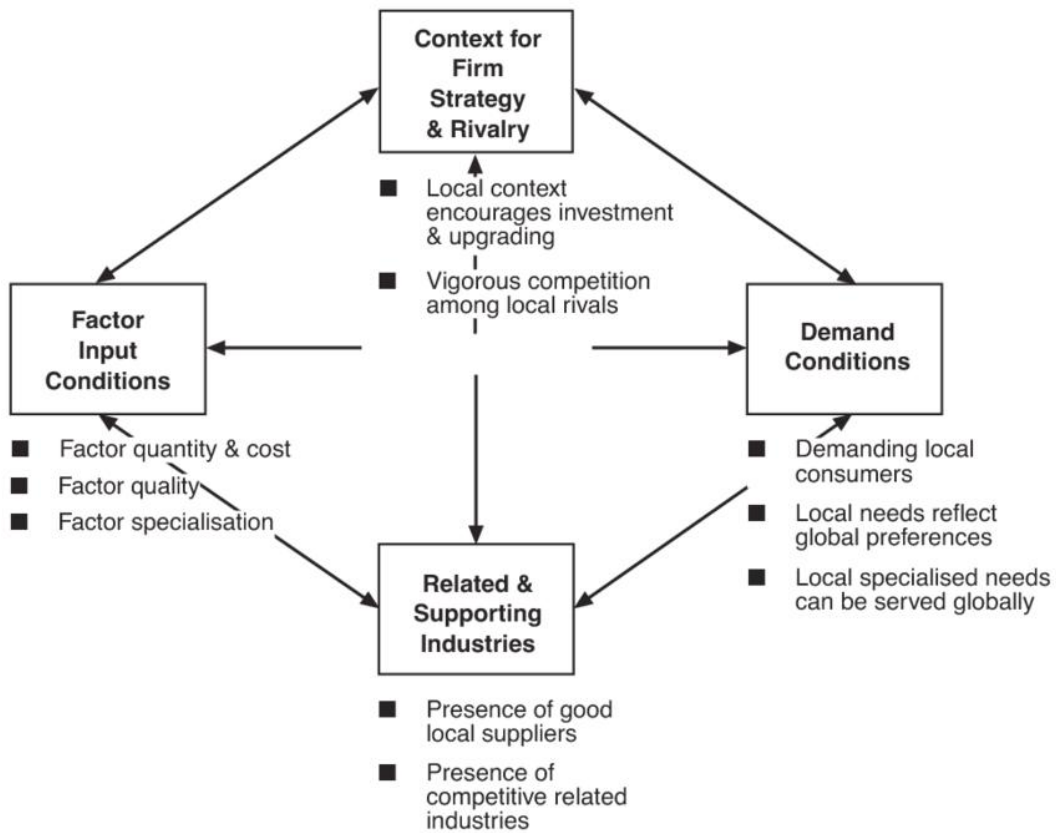 Context for
Firm
Strategy
& Rivalry
■ Local context
encourages investment
& upgrading
■ Vigorous competition
among local rivals
Factor
Input
Conditions
■ Factor quantity & cost
■ Factor quality
■ Factor specialisation
Demand
Conditions
■ Demanding local
consumers
■ Local needs reflect
global preferences
■ Local specialised needs
can be served globally
Related &
Supporting
Industries
■ Presence of good
local suppliers
■ Presence of
competitive related
industries